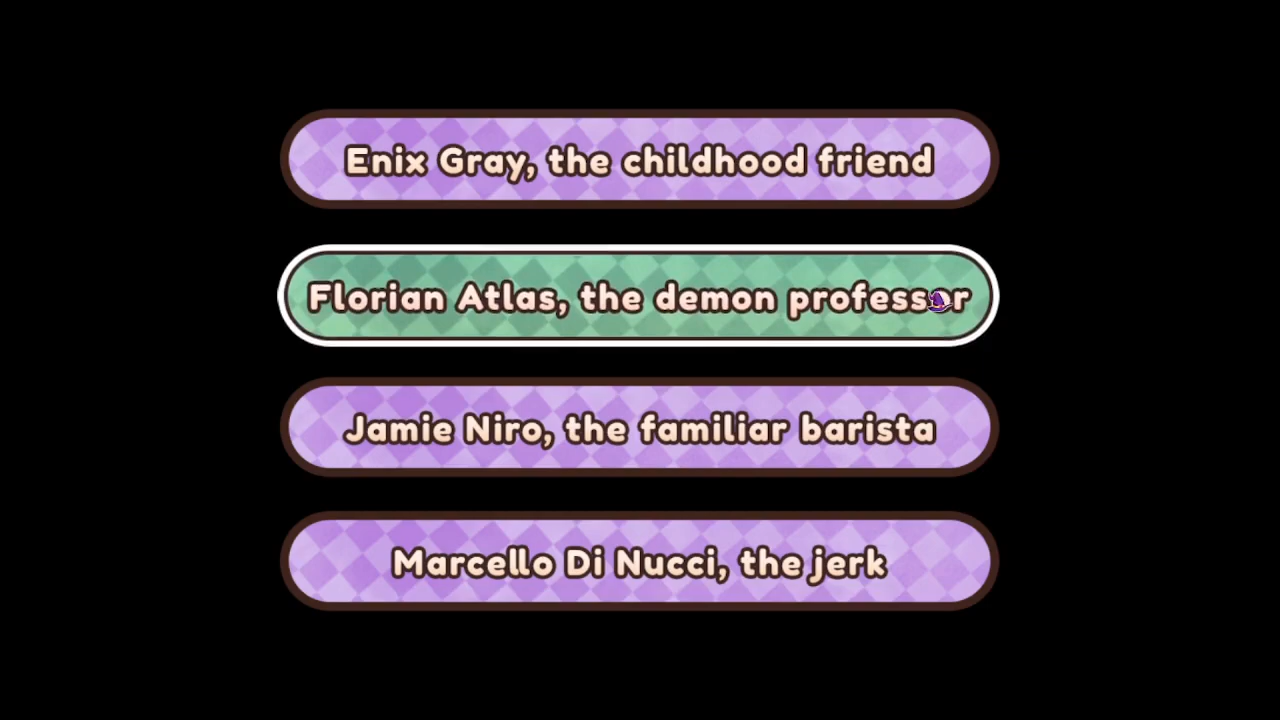 Enix Gray, the childhood friend
Florian Atlas, the demon professor
Jamie Niro, the familiar barista
Marcello Di Nucci, the jerk